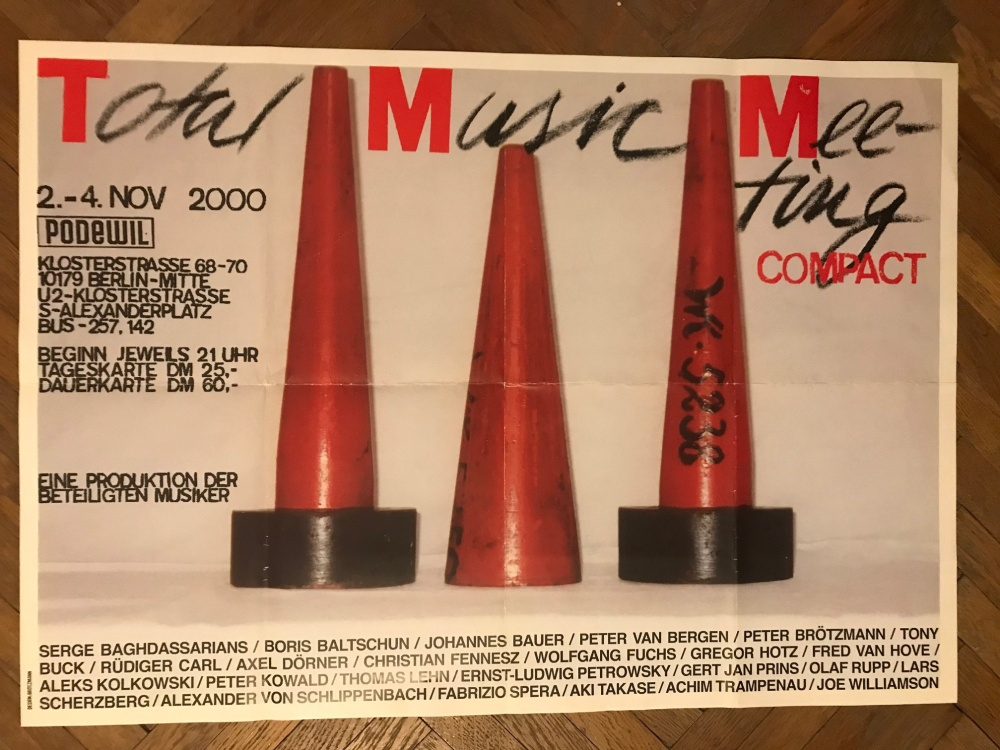 Total Music Mee-
ting
COMPACT
2.-4. NOV 2000
PODEWIL
KLOSTERSTRASSE 68-70
10179 BERLIN-MITTE
U2-KLOSTERSTRASSE
S-ALEXANDERPLATZ
BUS-257, 142
BEGINN JEWEILS 21 UHR
TAGESKARTE DM 25,-
DAUERKARTE DM 60,-
EINE PRODUKTION DER
BETEILIGTEN MUSIKER
WK·5238
SERGE BAGHDASSARIANS / BORIS BALTSCHUN / JOHANNES BAUER / PETER VAN BERGEN / PETER BRÖTZMANN / TONY
BUCK / RÜDIGER CARL / AXEL DÖRNER / CHRISTIAN FENNESZ / WOLFGANG FUCHS / GREGOR HOTZ / FRED VAN HOVE /
ALEKS KOLKOWSKI / PETER KOWALD / THOMAS LEHN / ERNST-LUDWIG PETROWSKY / GERT JAN PRINS / OLAF RUPP / LARS
SCHERZBERG / ALEXANDER VON SCHLIPPENBACH / FABRIZIO SPERA / AKI TAKASE / ACHIM TRAMPENAU / JOE WILLIAMSON